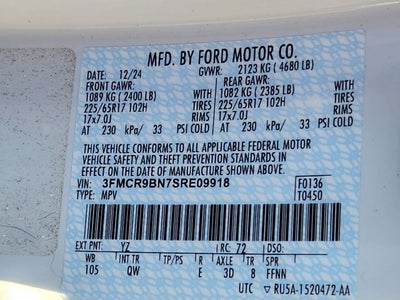 MFD. BY FORD MOTOR CO.
DATE: 12/24 GVWR: 2123 KG (4680 LB)
FRONT GAWR: REAR GAWR:
1089 KG (2400 LB) 1082 KG (2385 LB)
225/65R17 102H TIRES 225/65R17 102H TIRES
17x7.0J RIMS 17x7.0J RIMS
AT 230 kPa/ 33 PSI COLD AT 230 kPa/ 33 PSI COLD
THIS VEHICLE CONFORMS TO ALL APPLICABLE FEDERAL MOTOR
VEHICLE SAFETY, BUMPER, AND THEFT PREVENTION STANDARDS IN
EFFECT ON THE DATE OF MANUFACTURE SHOWN ABOVE.
VIN: 3FMCR9BN7SRE09918 F0136
TYPE: MPV T0450
EXT PNT: YZ RC: 72 DSO:
WB INT TR TP/PS R AXLE TR SPR
105 QW E 3D 8 FFNN
UTC RU5A-1520472-AA